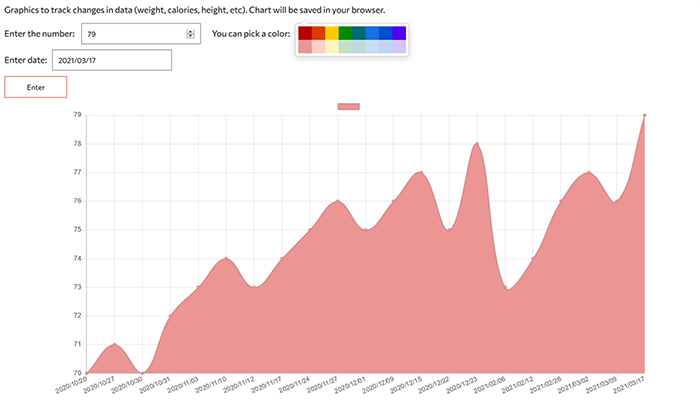 Graphics to track changes in data (weight, calories, height, etc). Chart will be saved in your browser.
Enter the number: 79 You can pick a color:
Enter date: 2021/03/17
Enter
79
78
77
76
75
74
73
72
71
70
2020/10/20 2020/10/27 2020/10/30 2020/10/31 2020/11/03 2020/11/10 2020/11/12 2020/11/17 2020/11/24 2020/11/27 2020/12/01 2020/12/09 2020/12/15 2020/12/22 2020/12/23 2021/02/06 2021/02/12 2021/02/26 2021/03/02 2021/03/09 2021/03/17